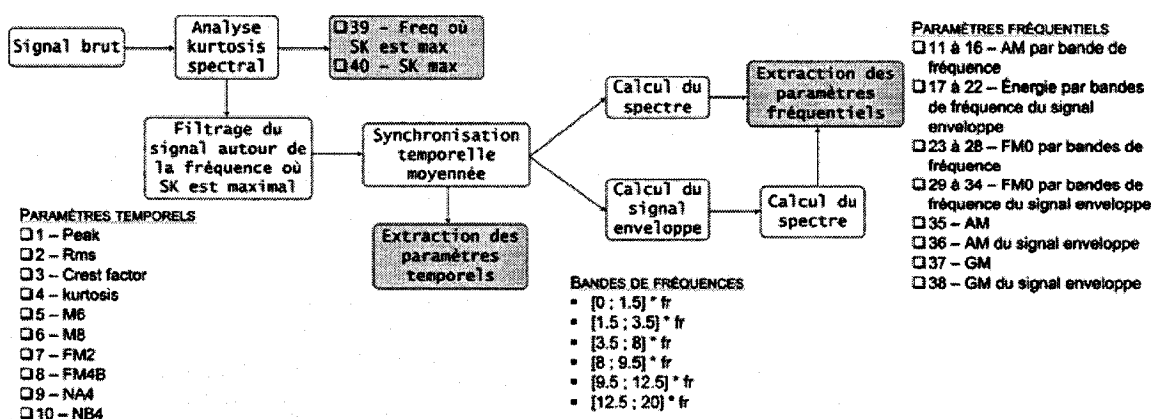 Signal brut
Analyse
kurtosis
spectral
❑39 – Freq où
SK est max
❑40 – SK max
Filtrage du
signal autour de
la fréquence où
SK est maximal
Synchronisation
temporelle
moyennée
Extraction des
paramètres
temporels
Calcul du
spectre
Calcul du
signal
enveloppe
Calcul du
spectre
Extraction des
paramètres
fréquentiels
PARAMÈTRES FRÉQUENTIELS
❑11 à 16 – AM par bande de
fréquence
❑17 à 22 – Énergie par bandes
de fréquence du signal
enveloppe
❑23 à 28 – FM0 par bandes de
fréquence
❑29 à 34 – FM0 par bandes de
fréquence du signal enveloppe
❑35 – AM
❑36 – AM du signal enveloppe
❑37 – GM
❑38 – GM du signal enveloppe
PARAMÈTRES TEMPORELS
❑1 – Peak
❑2 – Rms
❑3 – Crest factor
❑4 – kurtosis
❑5 – M6
❑6 – M8
❑7 – FM2
❑8 – FM4B
❑9 – NA4
❑10 – NB4
BANDES DE FRÉQUENCES
▪ [0 ; 1.5] * fr
▪ [1.5 ; 3.5] * fr
▪ [3.5 ; 8] * fr
▪ [8 ; 9.5] * fr
▪ [9.5 ; 12.5] * fr
▪ [12.5 ; 20] * fr